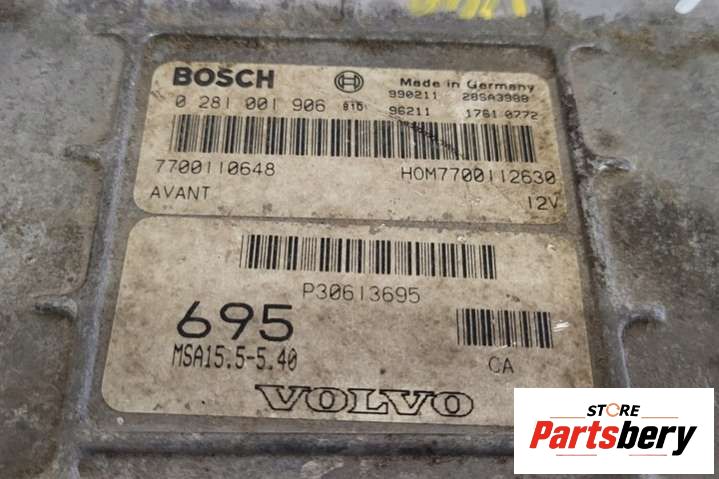 BOSCH
Made in Germany
990211 28SA3988
0 281 001 906
96211 1761 0772
7700110648
HOM7700112630
AVANT
12V
P30613695
695
MSA15.5-5.40
CA
VOLVO
STORE
Partsbery